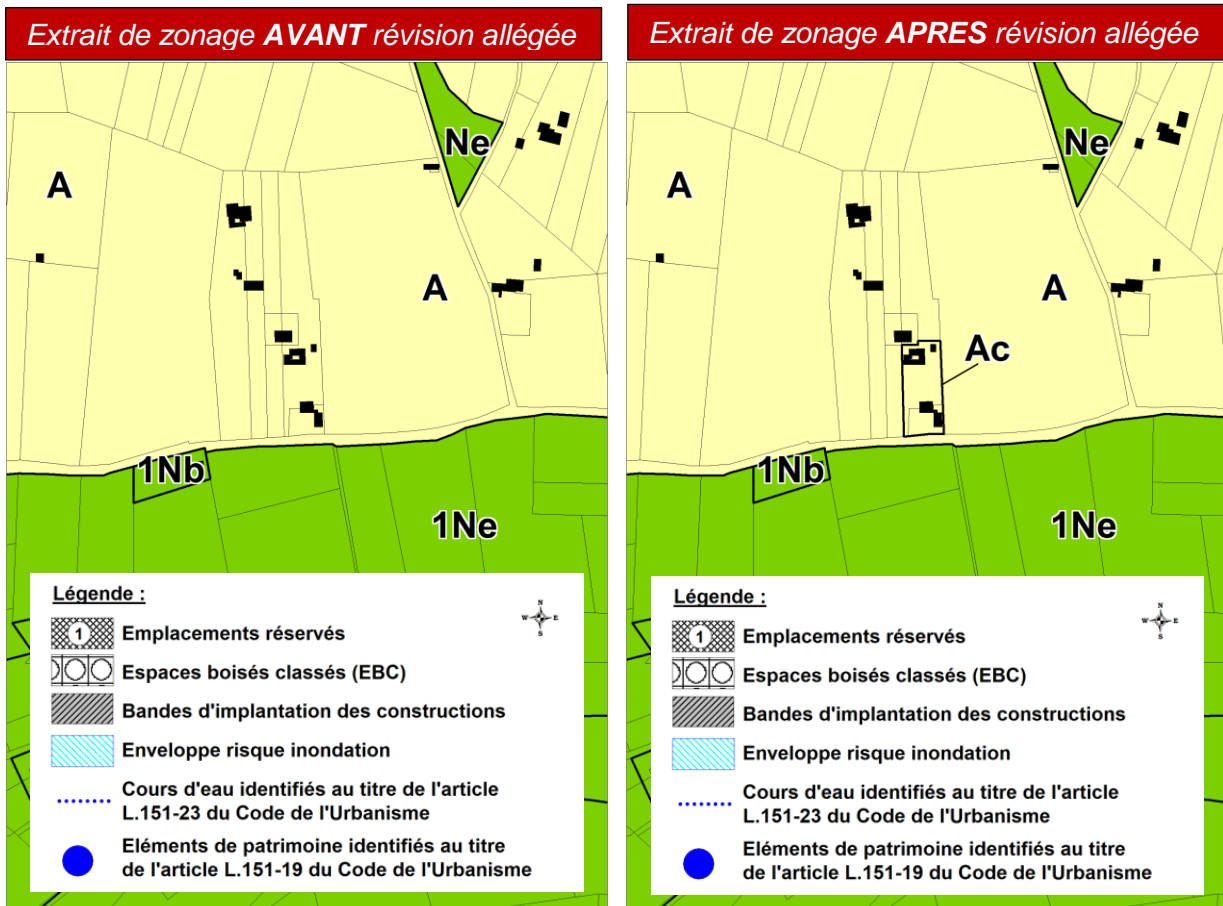 Extrait de zonage AVANT révision allégée
Ne
A
A
1Nb
1Ne
Légende :
N
W E
S
1 Emplacements réservés
Espaces boisés classés (EBC)
Bandes d'implantation des constructions
Enveloppe risque inondation
Cours d'eau identifiés au titre de l'article
L.151-23 du Code de l'Urbanisme
Eléments de patrimoine identifiés au titre
de l'article L.151-19 du Code de l'Urbanisme
Extrait de zonage APRES révision allégée
Ne
A
A
Ac
1Nb
1Ne
Légende :
N
W E
S
1 Emplacements réservés
Espaces boisés classés (EBC)
Bandes d'implantation des constructions
Enveloppe risque inondation
Cours d'eau identifiés au titre de l'article
L.151-23 du Code de l'Urbanisme
Eléments de patrimoine identifiés au titre
de l'article L.151-19 du Code de l'Urbanisme